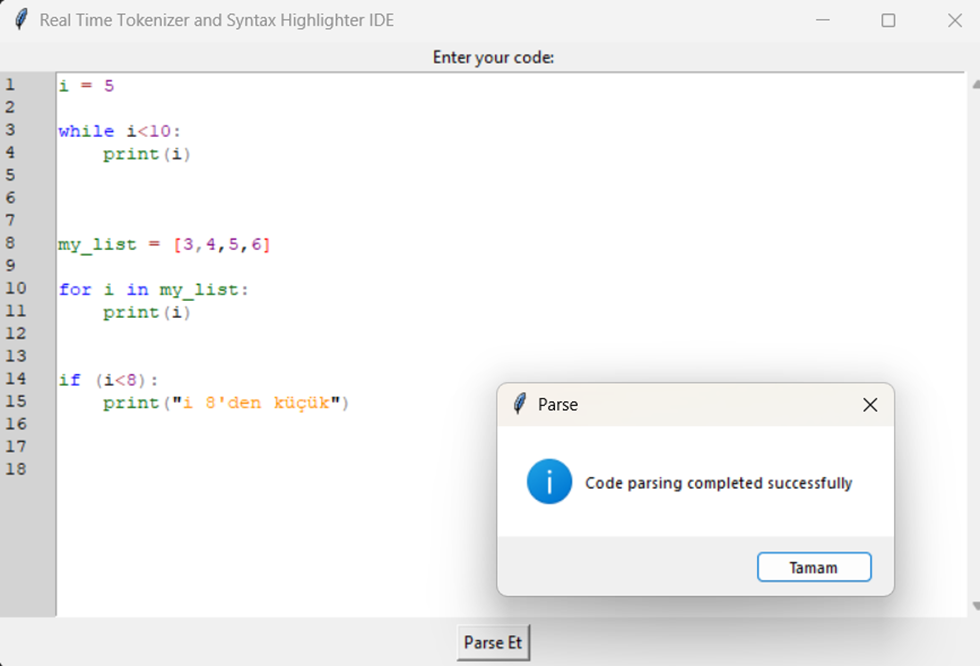 Real Time Tokenizer and Syntax Highlighter IDE
Enter your code:
1 i = 5
2
3 while i<10:
4     print(i)
5
6
7
8 my_list = [3,4,5,6]
9
10 for i in my_list:
11     print(i)
12
13
14 if (i<8):
15     print("i 8'den küçük")
16
17
18
Parse
Code parsing completed successfully
Tamam
Parse Et